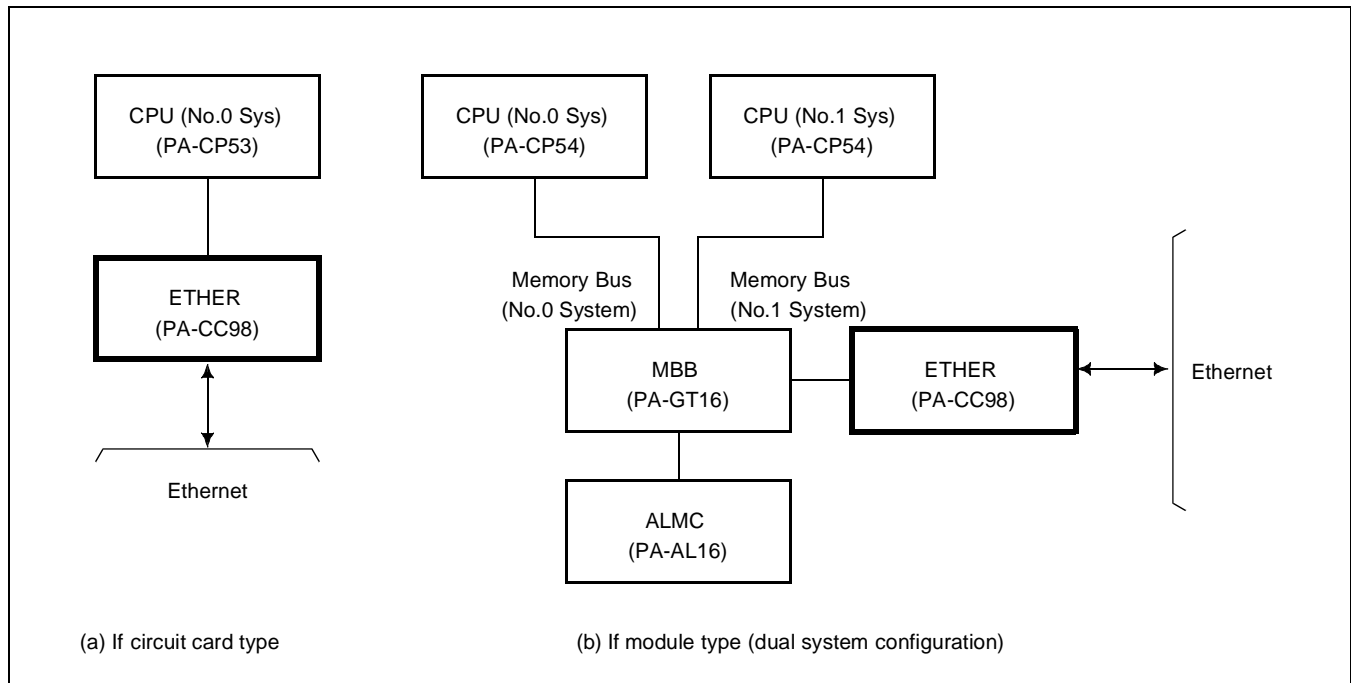 CPU (No.0 Sys)
(PA-CP53)
ETHER
(PA-CC98)
Ethernet
(a) If circuit card type
CPU (No.0 Sys)
(PA-CP54)
CPU (No.1 Sys)
(PA-CP54)
Memory Bus
(No.0 System)
Memory Bus
(No.1 System)
MBB
(PA-GT16)
ETHER
(PA-CC98)
Ethernet
ALMC
(PA-AL16)
(b) If module type (dual system configuration)